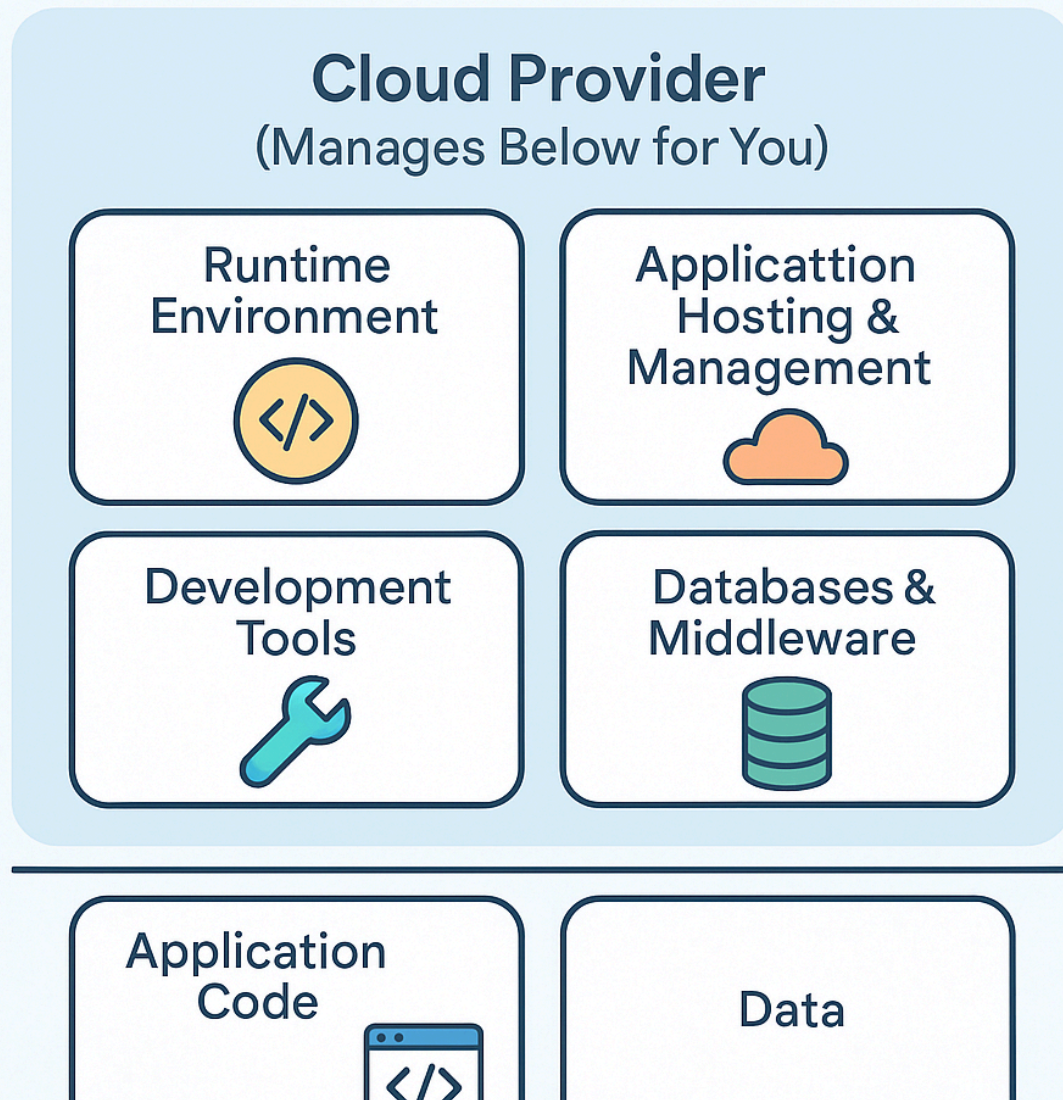 Cloud Provider
(Manages Below for You)
Runtime
Environment
Applicattion
Hosting &
Management
Development
Tools
Databases &
Middleware
Application
Code
Data